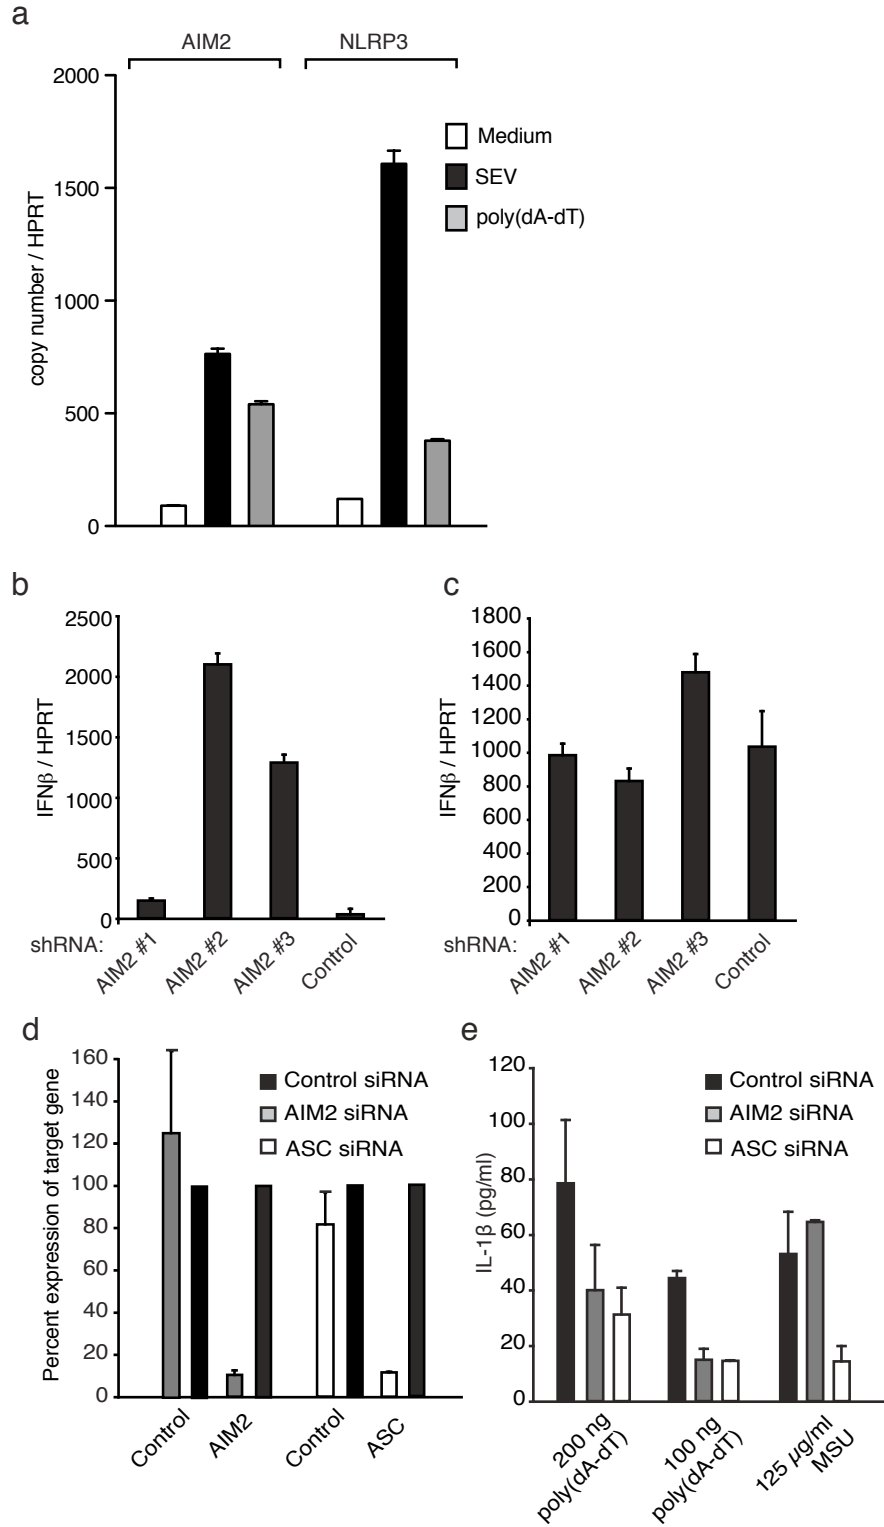 a
AIM2 NLRP3
2000
1500
1000
500
0
copy number / HPRT
Medium
SEV
poly(dA-dT)
b
2500
2000
1500
1000
500
0
IFNβ / HPRT
shRNA:
AIM2 #1
AIM2 #2
AIM2 #3
Control
c
1800
1600
1400
1200
1000
800
600
400
200
0
IFNβ / HPRT
shRNA:
AIM2 #1
AIM2 #2
AIM2 #3
Control
d
160
140
120
100
80
60
40
20
0
Percent expression of target gene
Control siRNA
AIM2 siRNA
ASC siRNA
Control
AIM2
Control
ASC
e
120
100
80
60
40
20
0
IL-1β (pg/ml)
Control siRNA
AIM2 siRNA
ASC siRNA
200 ng
poly(dA-dT)
100 ng
poly(dA-dT)
125 µg/ml
MSU